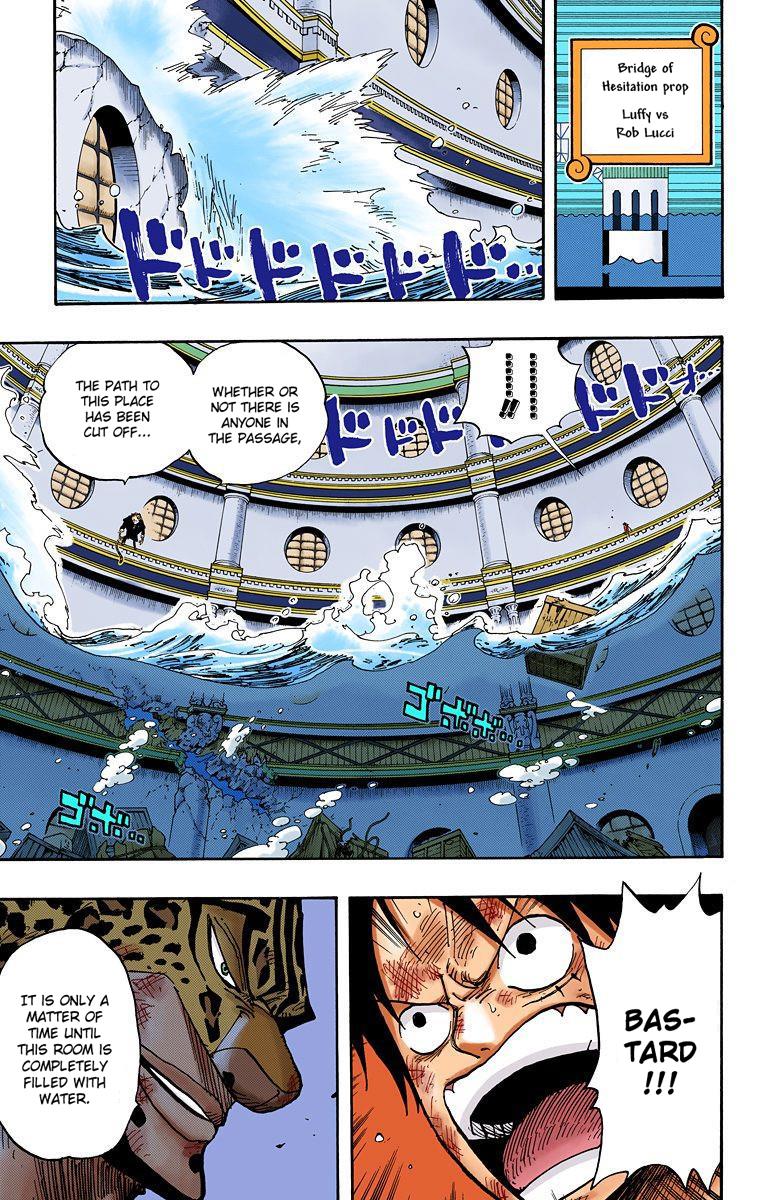 Bridge of
Hesitation prop
Luffy vs
Rob Lucci
ドドドドドド...
!!
WHETHER OR
NOT THERE IS
ANYONE IN
THE PASSAGE,
THE PATH TO
THIS PLACE
HAS BEEN
CUT OFF...
ドドドドドオ...
ゴボボ...
ゴボ...
BAS-
TARD
!!!
IT IS ONLY A
MATTER OF
TIME UNTIL
THIS ROOM IS
COMPLETELY
FILLED WITH
WATER.